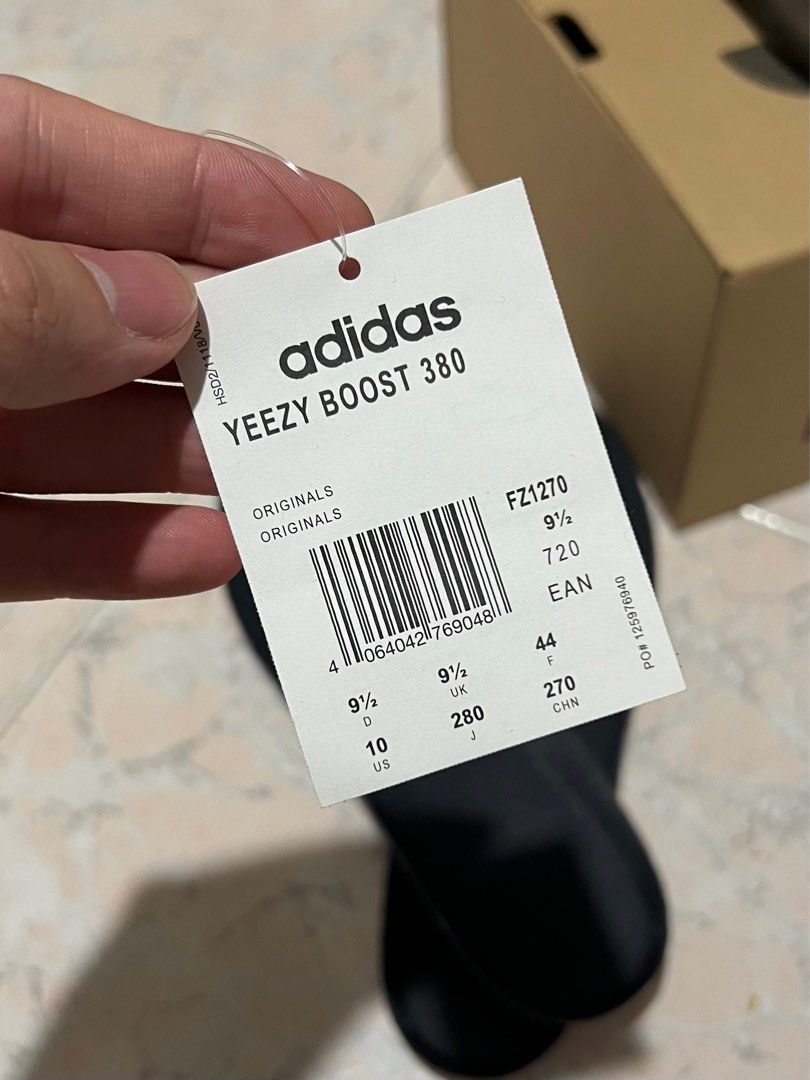 adidas
YEEZY BOOST 380
ORIGINALS
ORIGINALS
FZ1270
9½
720
EAN
4 064042 769048
9½ 9½ 44
D UK F
10 280 270
US J CHN
PO# 125976940